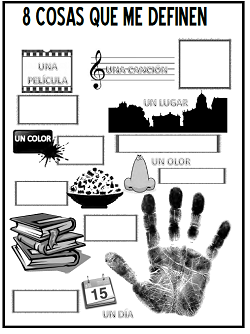 8 COSAS QUE ME DEFINEN
UNA
PELÍCULA
UNA CANCIÓN
UN LUGAR
UN COLOR
UN OLOR
15
UN DÍA